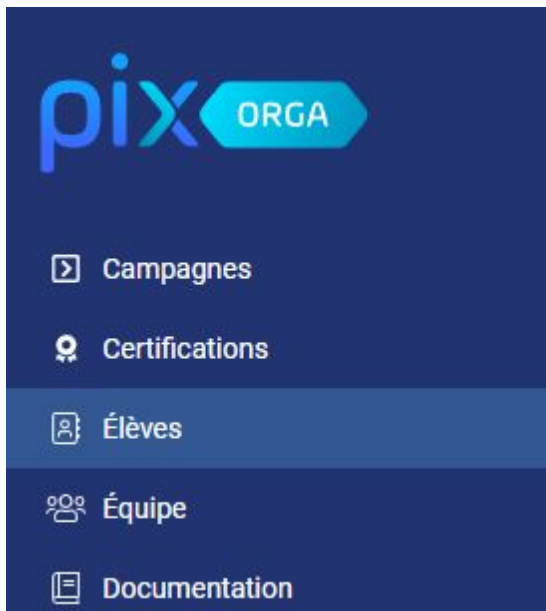 pix ORGA
Campagnes
Certifications
Élèves
Équipe
Documentation